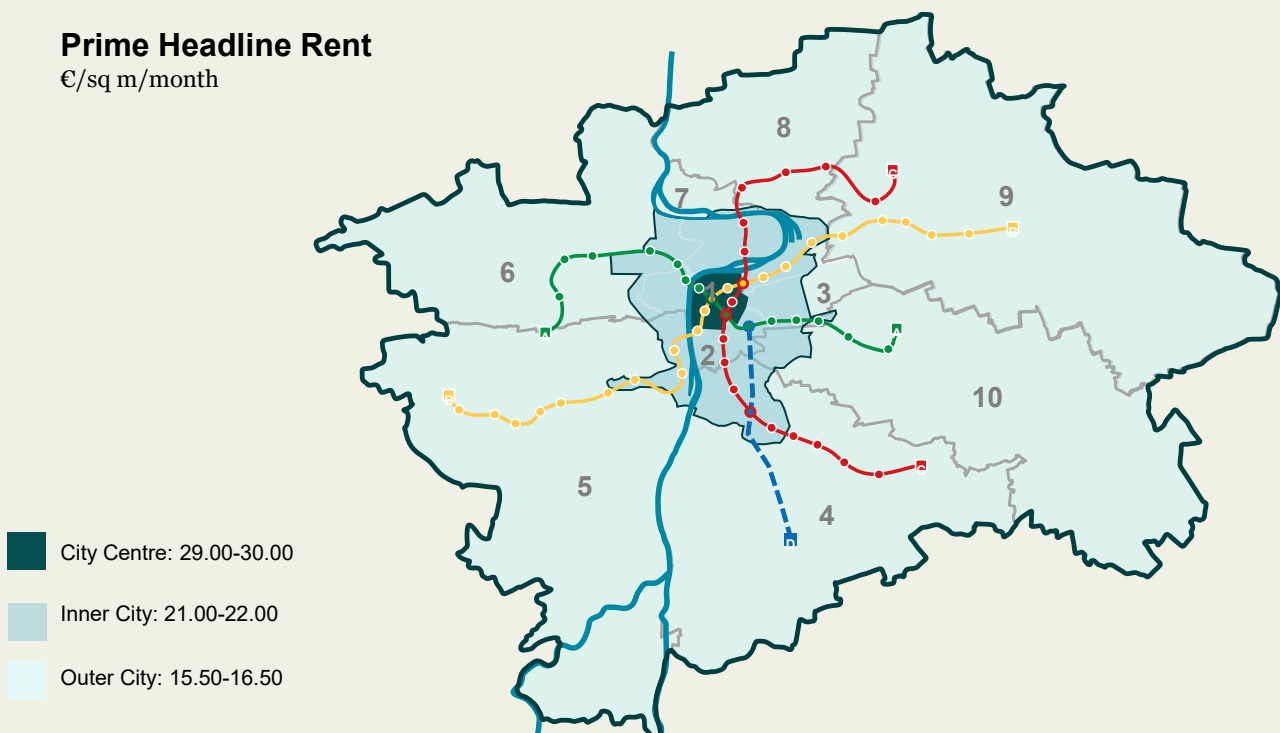 Prime Headline Rent
€/sq m/month
8
7
9
6
1
3
2
10
5
4
C
B
A
A
B
C
D
City Centre: 29.00-30.00
Inner City: 21.00-22.00
Outer City: 15.50-16.50